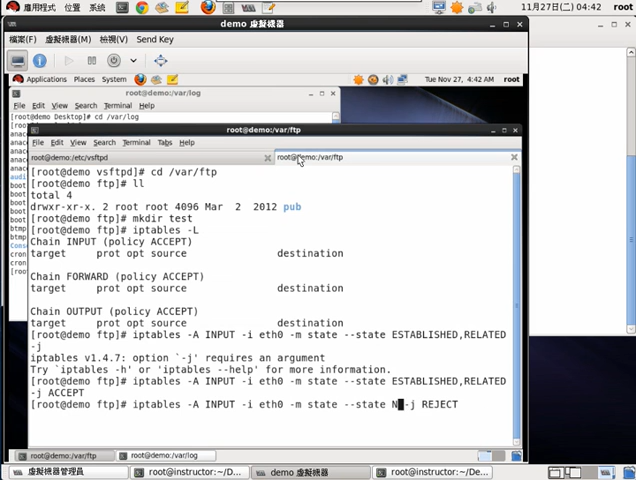 應用程式 位置 系統 11月27日(二) 04:42 root
demo 虛擬機器
檔案(F) 虛擬機器(M) 檢視(V) Send Key
Applications Places System Tue Nov 27, 4:42 AM root
root@demo:/var/log
File Edit View Search Terminal Help
[root@demo Desktop]# cd /var/log
root@demo:/var/ftp
File Edit View Search Terminal Tabs Help
root@demo:/etc/vsftpd root@demo:/var/ftp
[root@demo vsftpd]# cd /var/ftp
[root@demo ftp]# ll
total 4
drwxr-xr-x. 2 root root 4096 Mar 2 2012 pub
[root@demo ftp]# mkdir test
[root@demo ftp]# iptables -L
Chain INPUT (policy ACCEPT)
target prot opt source destination
Chain FORWARD (policy ACCEPT)
target prot opt source destination
Chain OUTPUT (policy ACCEPT)
target prot opt source destination
[root@demo ftp]# iptables -A INPUT -i eth0 -m state --state ESTABLISHED,RELATED
-j
iptables v1.4.7: option `-j' requires an argument
Try `iptables -h' or 'iptables --help' for more information.
[root@demo ftp]# iptables -A INPUT -i eth0 -m state --state ESTABLISHED,RELATED
-j ACCEPT
[root@demo ftp]# iptables -A INPUT -i eth0 -m state --state N -j REJECT
root@demo:/var/ftp root@demo:/var/log
虛擬機器管理員 root@instructor:~/D... demo 虛擬機器 root@instructor:~/D...